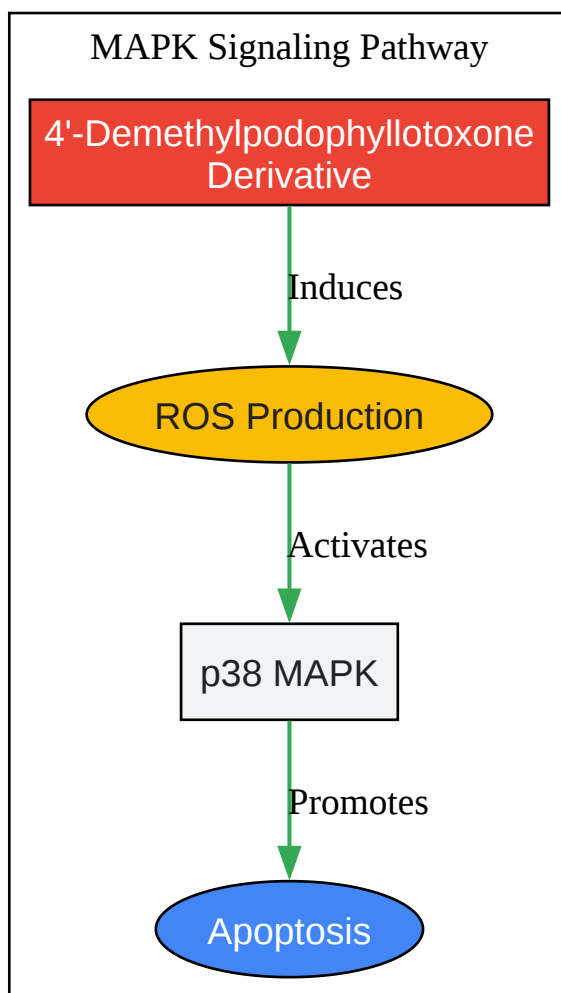 MAPK Signaling Pathway
4'-Demethylpodophyllotoxone
Derivative
Induces
ROS Production
Activates
p38 MAPK
Promotes
Apoptosis